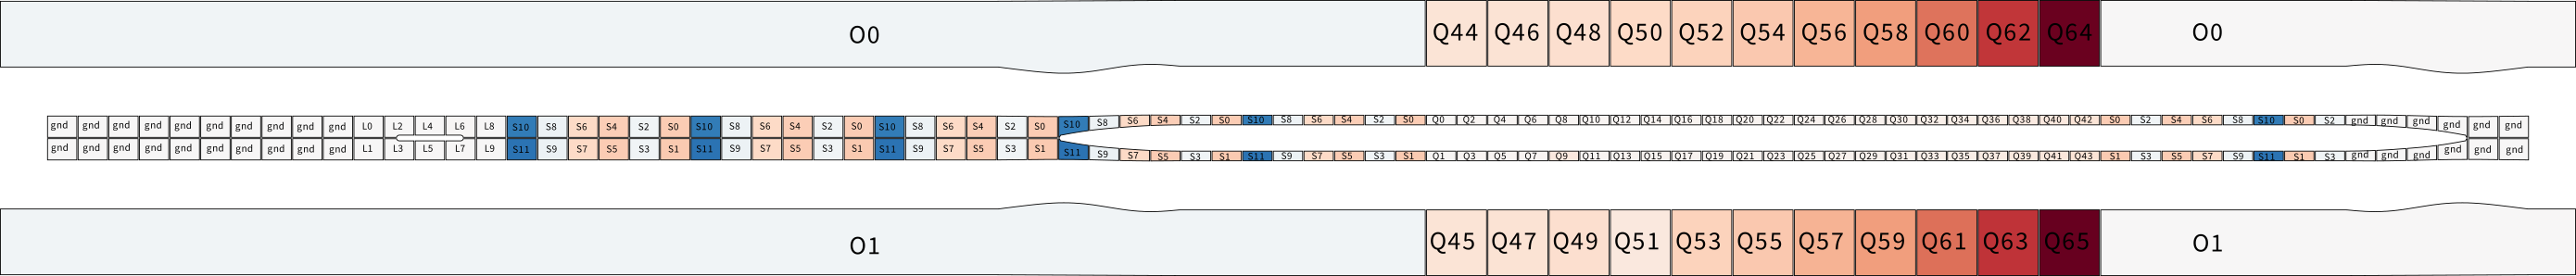 O0 Q44 Q46 Q48 Q50 Q52 Q54 Q56 Q58 Q60 Q62 Q64 O0
gnd gnd gnd gnd gnd gnd gnd gnd gnd gnd L0 L2 L4 L6 L8 S10 S8 S6 S4 S2 S0 S10 S8 S6 S4 S2 S0 S10 S8 S6 S4 S2 S0 S10 S8 S6 S4 S2 S0 S10 S8 S6 S4 S2 S0 Q0 Q2 Q4 Q6 Q8 Q10 Q12 Q14 Q16 Q18 Q20 Q22 Q24 Q26 Q28 Q30 Q32 Q34 Q36 Q38 Q40 Q42 S0 S2 S4 S6 S8 S10 S0 S2 gnd gnd gnd gnd gnd gnd
gnd gnd gnd gnd gnd gnd gnd gnd gnd gnd L1 L3 L5 L7 L9 S11 S9 S7 S5 S3 S1 S11 S9 S7 S5 S3 S1 S11 S9 S7 S5 S3 S1 S11 S9 S7 S5 S3 S1 S11 S9 S7 S5 S3 S1 Q1 Q3 Q5 Q7 Q9 Q11 Q13 Q15 Q17 Q19 Q21 Q23 Q25 Q27 Q29 Q31 Q33 Q35 Q37 Q39 Q41 Q43 S1 S3 S5 S7 S9 S11 S1 S3 gnd gnd gnd gnd gnd gnd
O1 Q45 Q47 Q49 Q51 Q53 Q55 Q57 Q59 Q61 Q63 Q65 O1